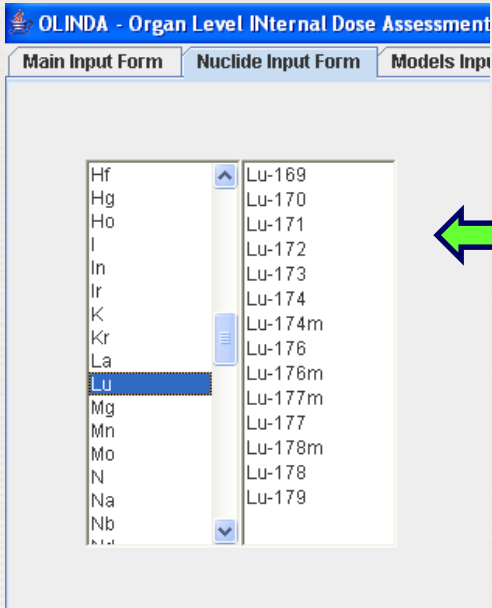 OLINDA - Organ Level INternal Dose Assessment
Main Input Form Nuclide Input Form Models Inpu
Hf
Hg
Ho
I
In
Ir
K
Kr
La
Lu
Mg
Mn
Mo
N
Na
Nb
Lu-169
Lu-170
Lu-171
Lu-172
Lu-173
Lu-174
Lu-174m
Lu-176
Lu-176m
Lu-177m
Lu-177
Lu-178m
Lu-178
Lu-179